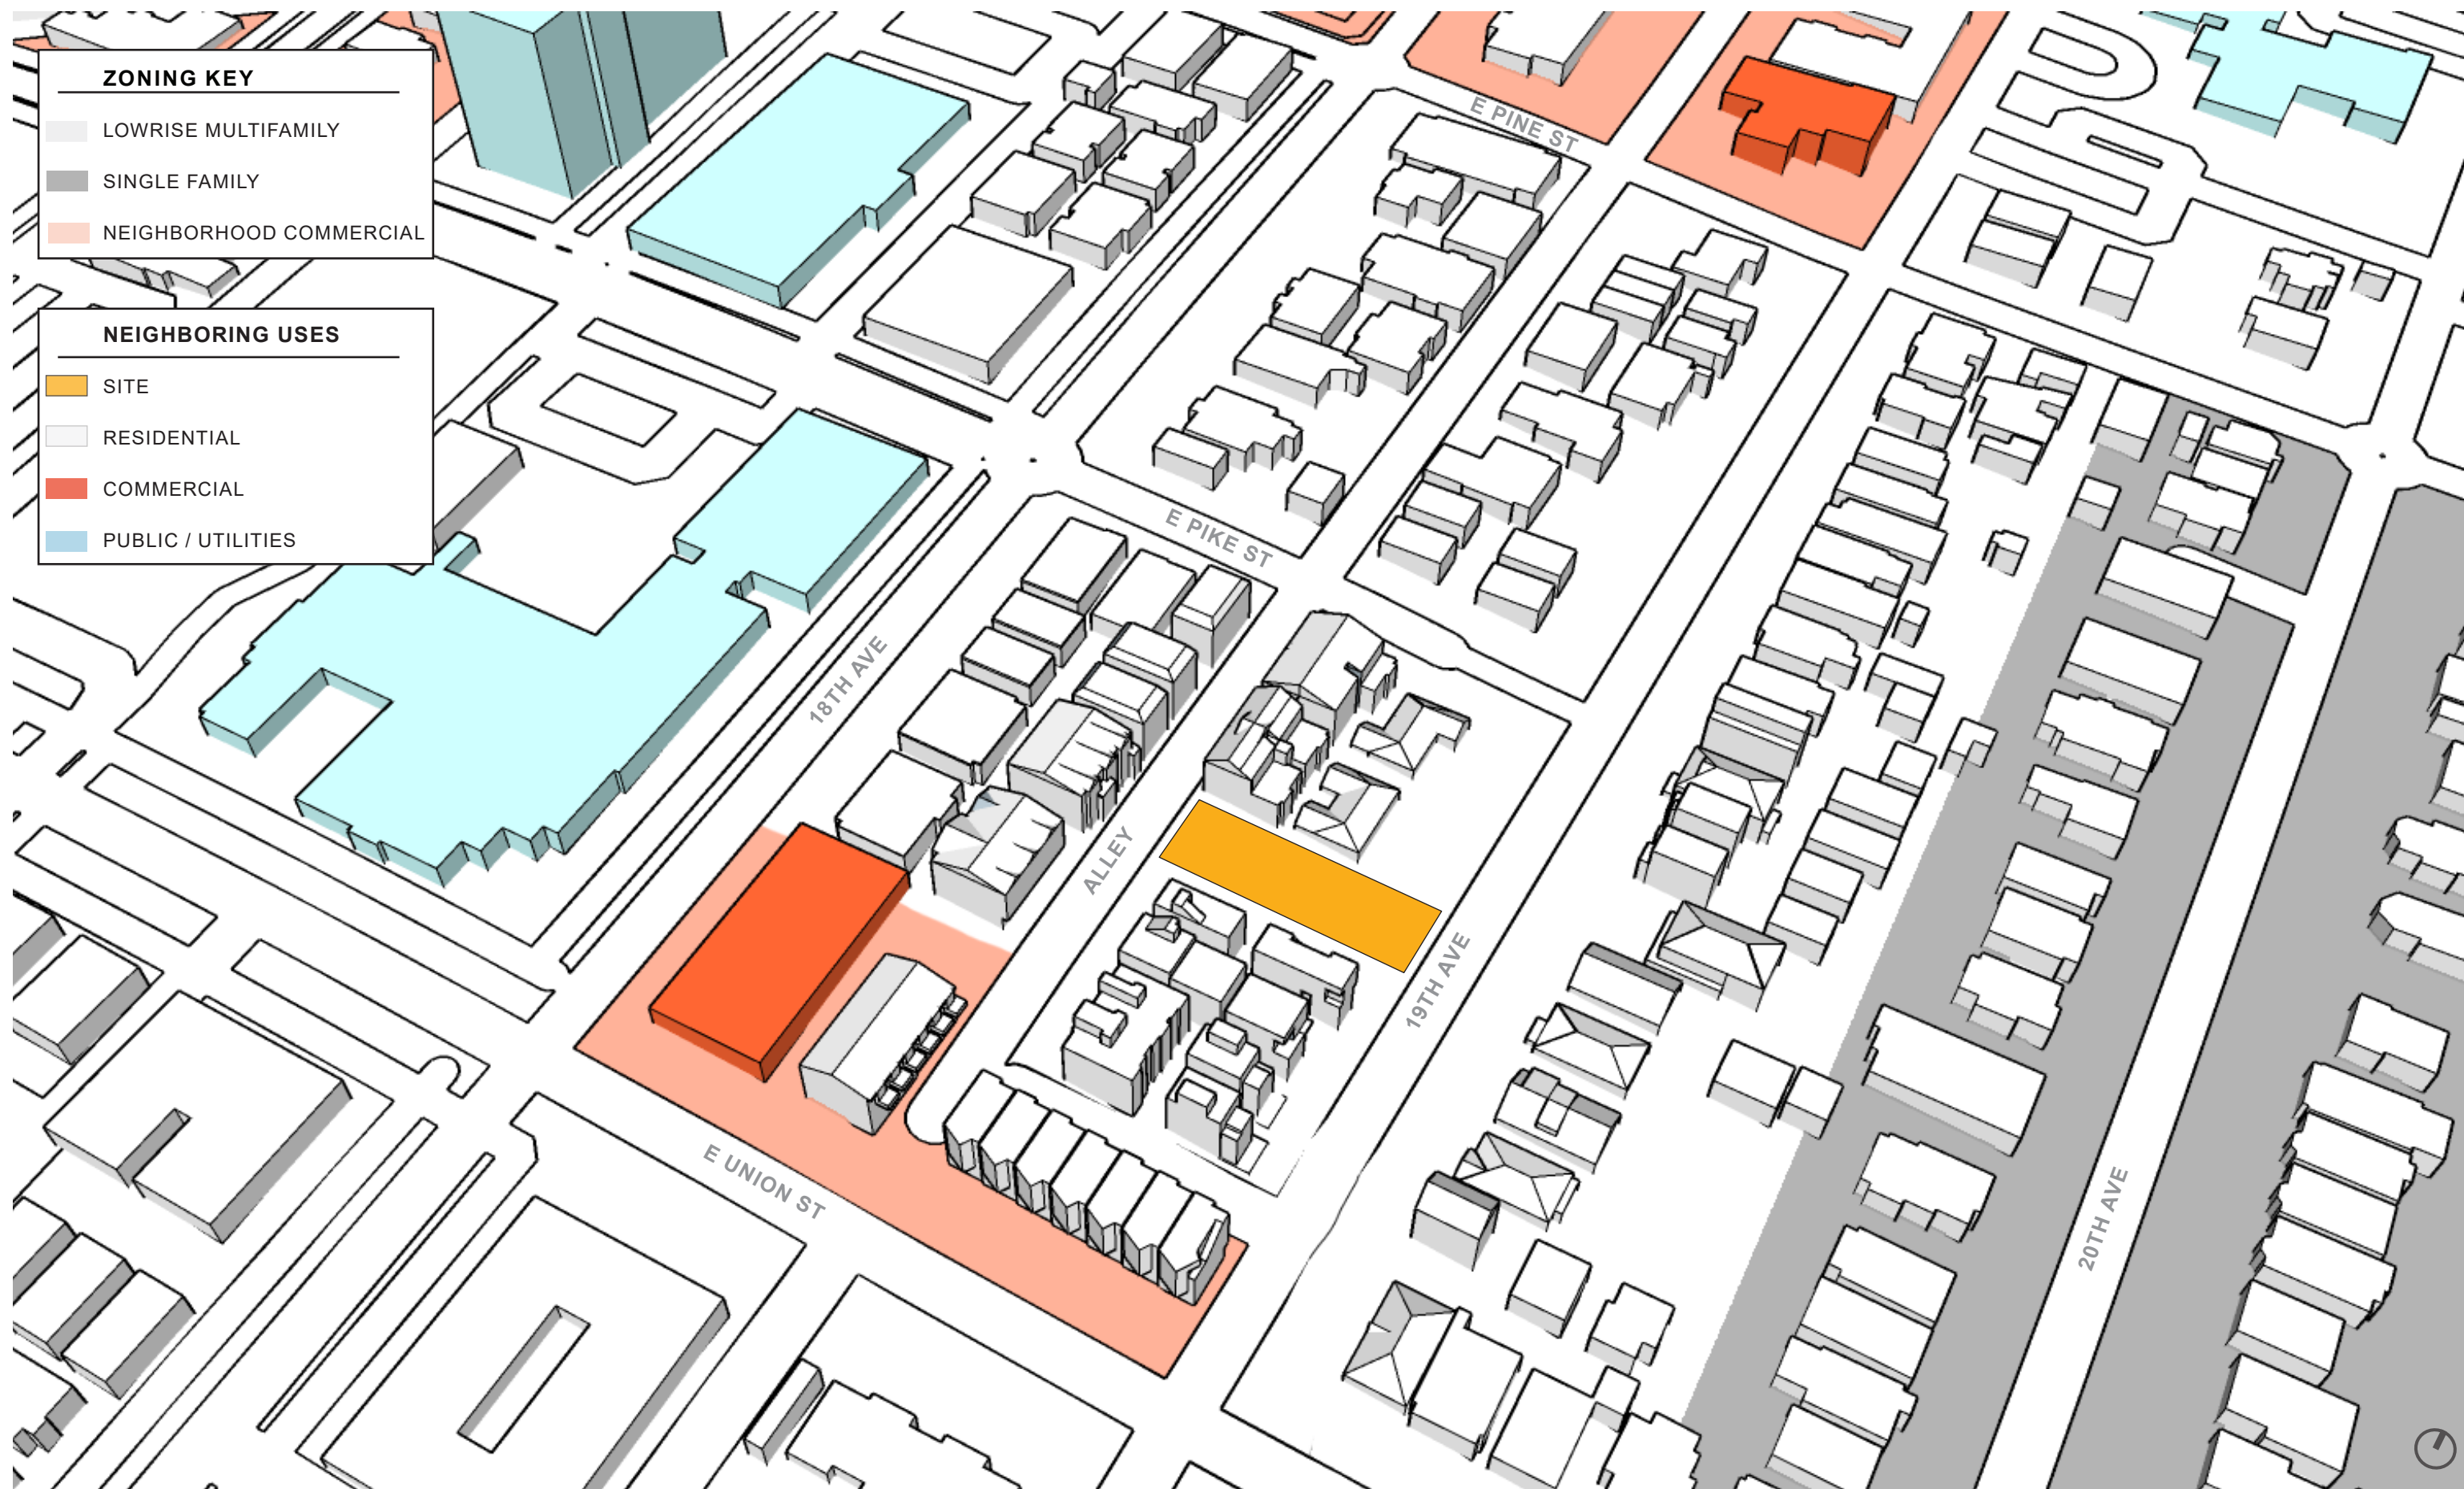 ZONING KEY
LOWRISE MULTIFAMILY
SINGLE FAMILY
NEIGHBORHOOD COMMERCIAL
NEIGHBORING USES
SITE
RESIDENTIAL
COMMERCIAL
PUBLIC / UTILITIES
E PINE ST
E PIKE ST
18TH AVE
ALLEY
19TH AVE
E UNION ST
20TH AVE